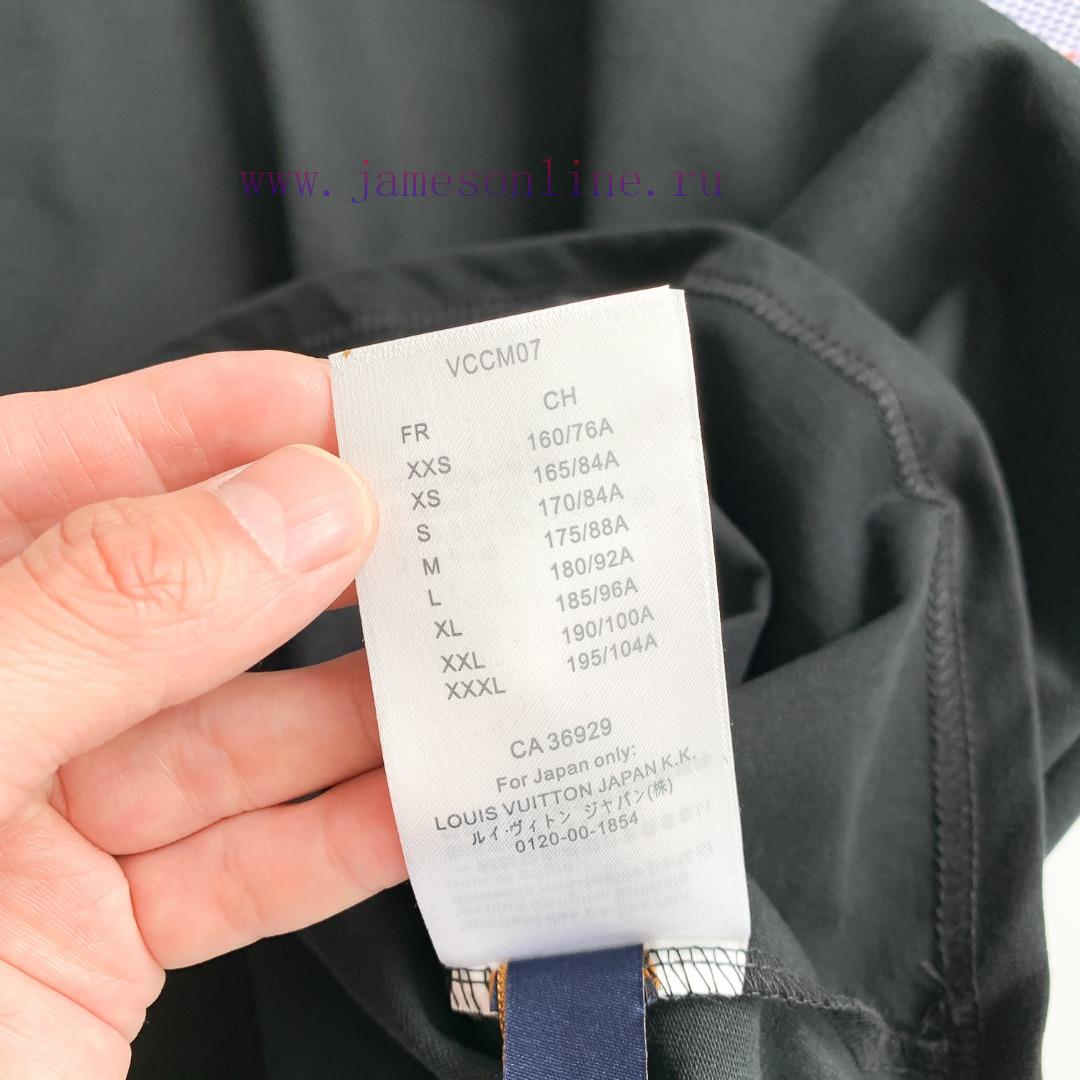 www.jamesonline.ru
VCCM07
FR CH
XXS 160/76A
XS 165/84A
S 170/84A
M 175/88A
L 180/92A
XL 185/96A
XXL 190/100A
XXXL 195/104A
CA 36929
For Japan only:
LOUIS VUITTON JAPAN K.K.
ルイ・ヴィトン ジャパン(株)
0120-00-1854